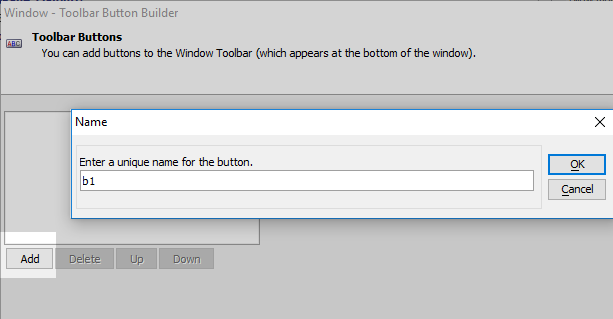 Window - Toolbar Button Builder
Toolbar Buttons
ABC
You can add buttons to the Window Toolbar (which appears at the bottom of the window).
Name
Enter a unique name for the button.
OK
b1
Cancel
Add
Delete
Up
Down